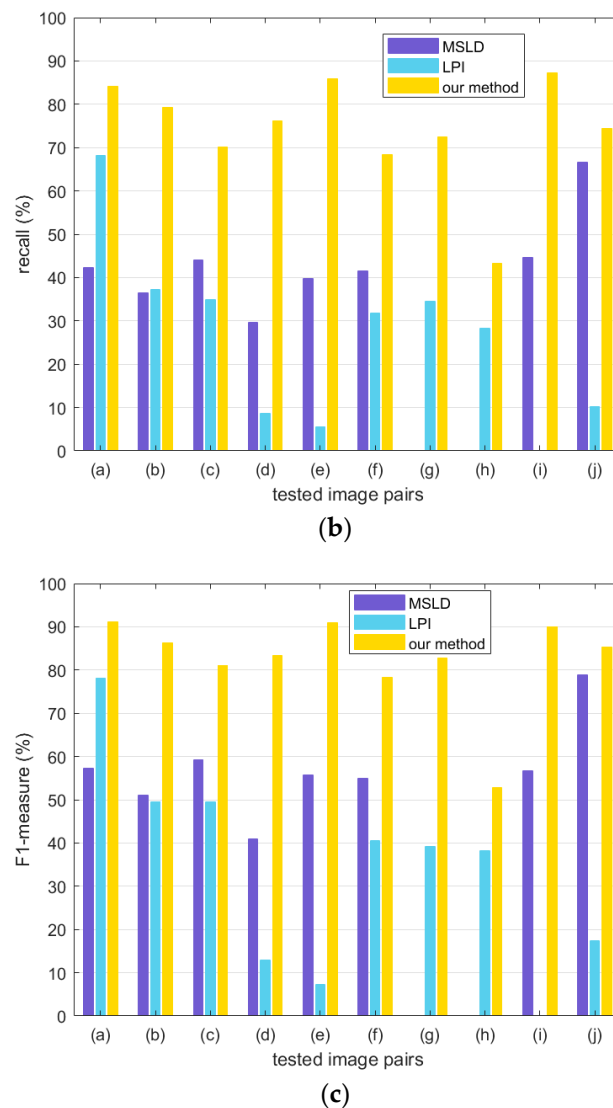 100
90
80
70
60
50
40
30
20
10
0
recall (%)
MSLD
LPI
our method
(a) (b) (c) (d) (e) (f) (g) (h) (i) (j)
tested image pairs
(b)
100
90
80
70
60
50
40
30
20
10
0
F1-measure (%)
MSLD
LPI
our method
(a) (b) (c) (d) (e) (f) (g) (h) (i) (j)
tested image pairs
(c)